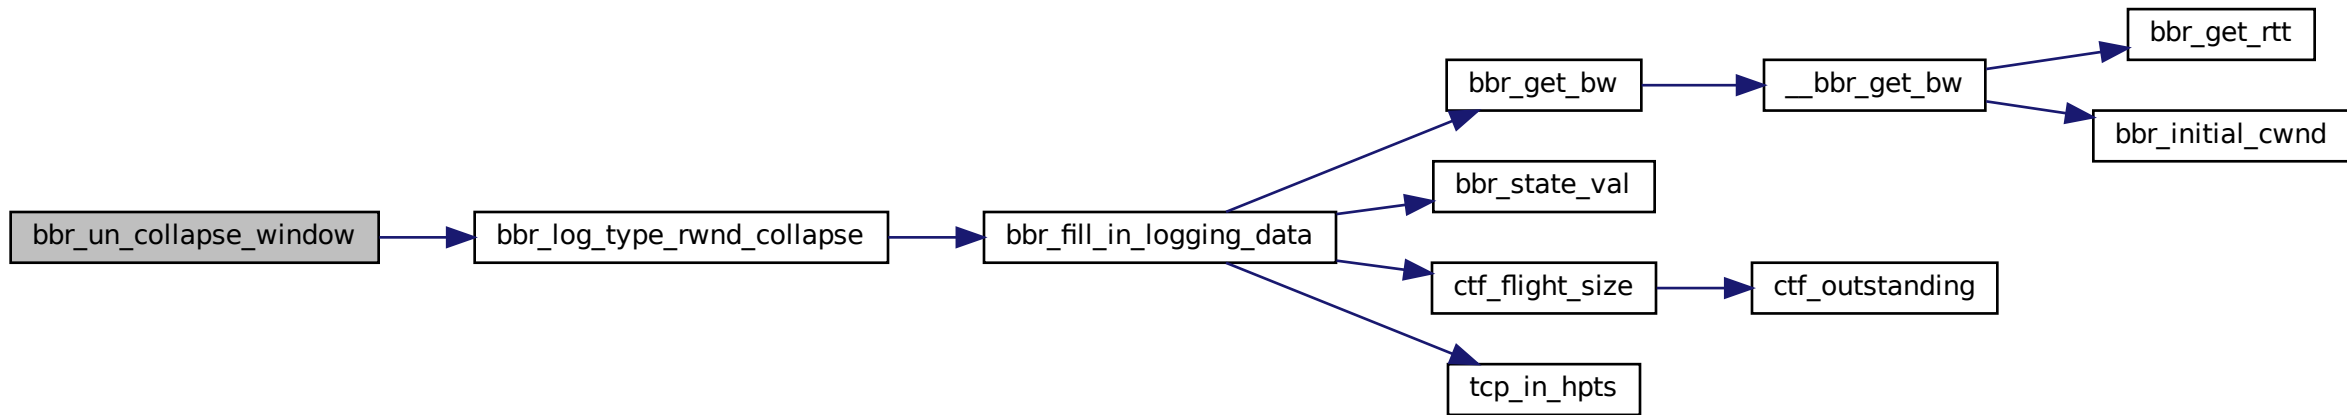 bbr_un_collapse_window
bbr_log_type_rwnd_collapse
bbr_fill_in_logging_data
bbr_get_bw
__bbr_get_bw
bbr_get_rtt
bbr_initial_cwnd
bbr_state_val
ctf_flight_size
ctf_outstanding
tcp_in_hpts